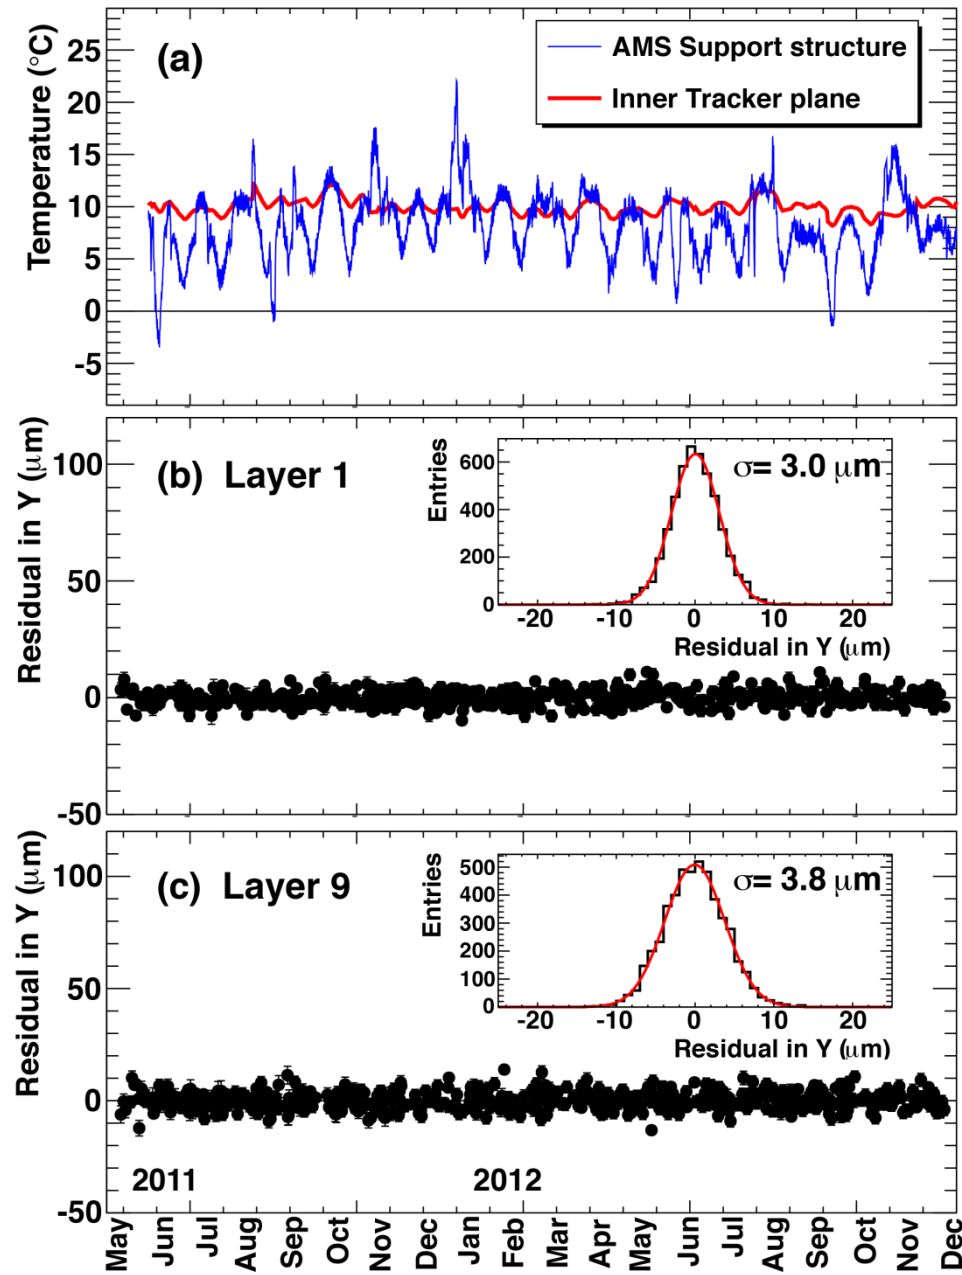 (a)
AMS Support structure
Inner Tracker plane
Temperature (°C)
25
20
15
10
5
0
-5
(b) Layer 1
Residual in Y (μm)
100
50
0
-50
σ= 3.0 μm
Entries
600
400
200
0
-20 -10 0 10 20
Residual in Y (μm)
(c) Layer 9
Residual in Y (μm)
100
50
0
-50
σ= 3.8 μm
Entries
500
400
300
200
100
0
-20 -10 0 10 20
Residual in Y (μm)
2011 2012
May Jun Jul Aug Aug Sep Oct Nov Dec Jan Feb Mar Apr May Jun Jul Aug Sep Oct Nov Dec